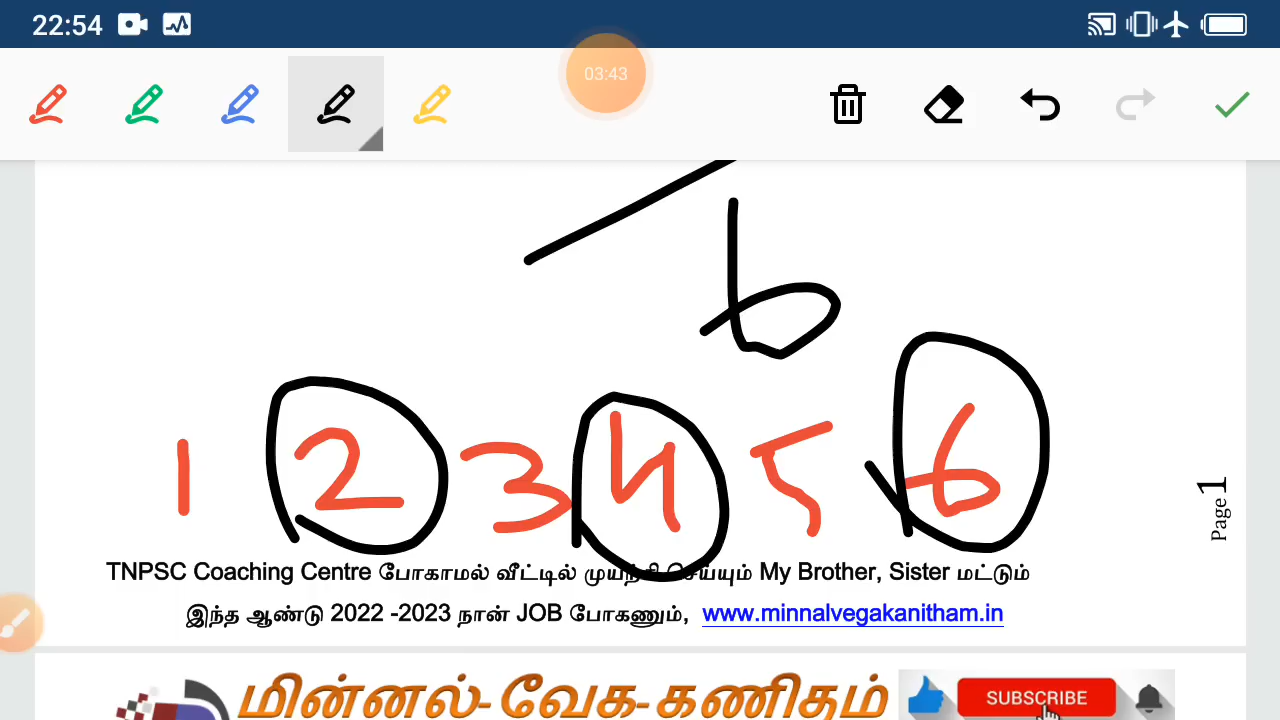 22:54
03:43
6
1 2 3 4 5 6
Page 1
TNPSC Coaching Centre போகாமல் வீட்டில் முயற்சி செய்யும் My Brother, Sister மட்டும்
இந்த ஆண்டு 2022 -2023 நான் JOB போகணும், www.minnalvegakanitham.in
மின்னல்-வேக-கணிதம்
SUBSCRIBE